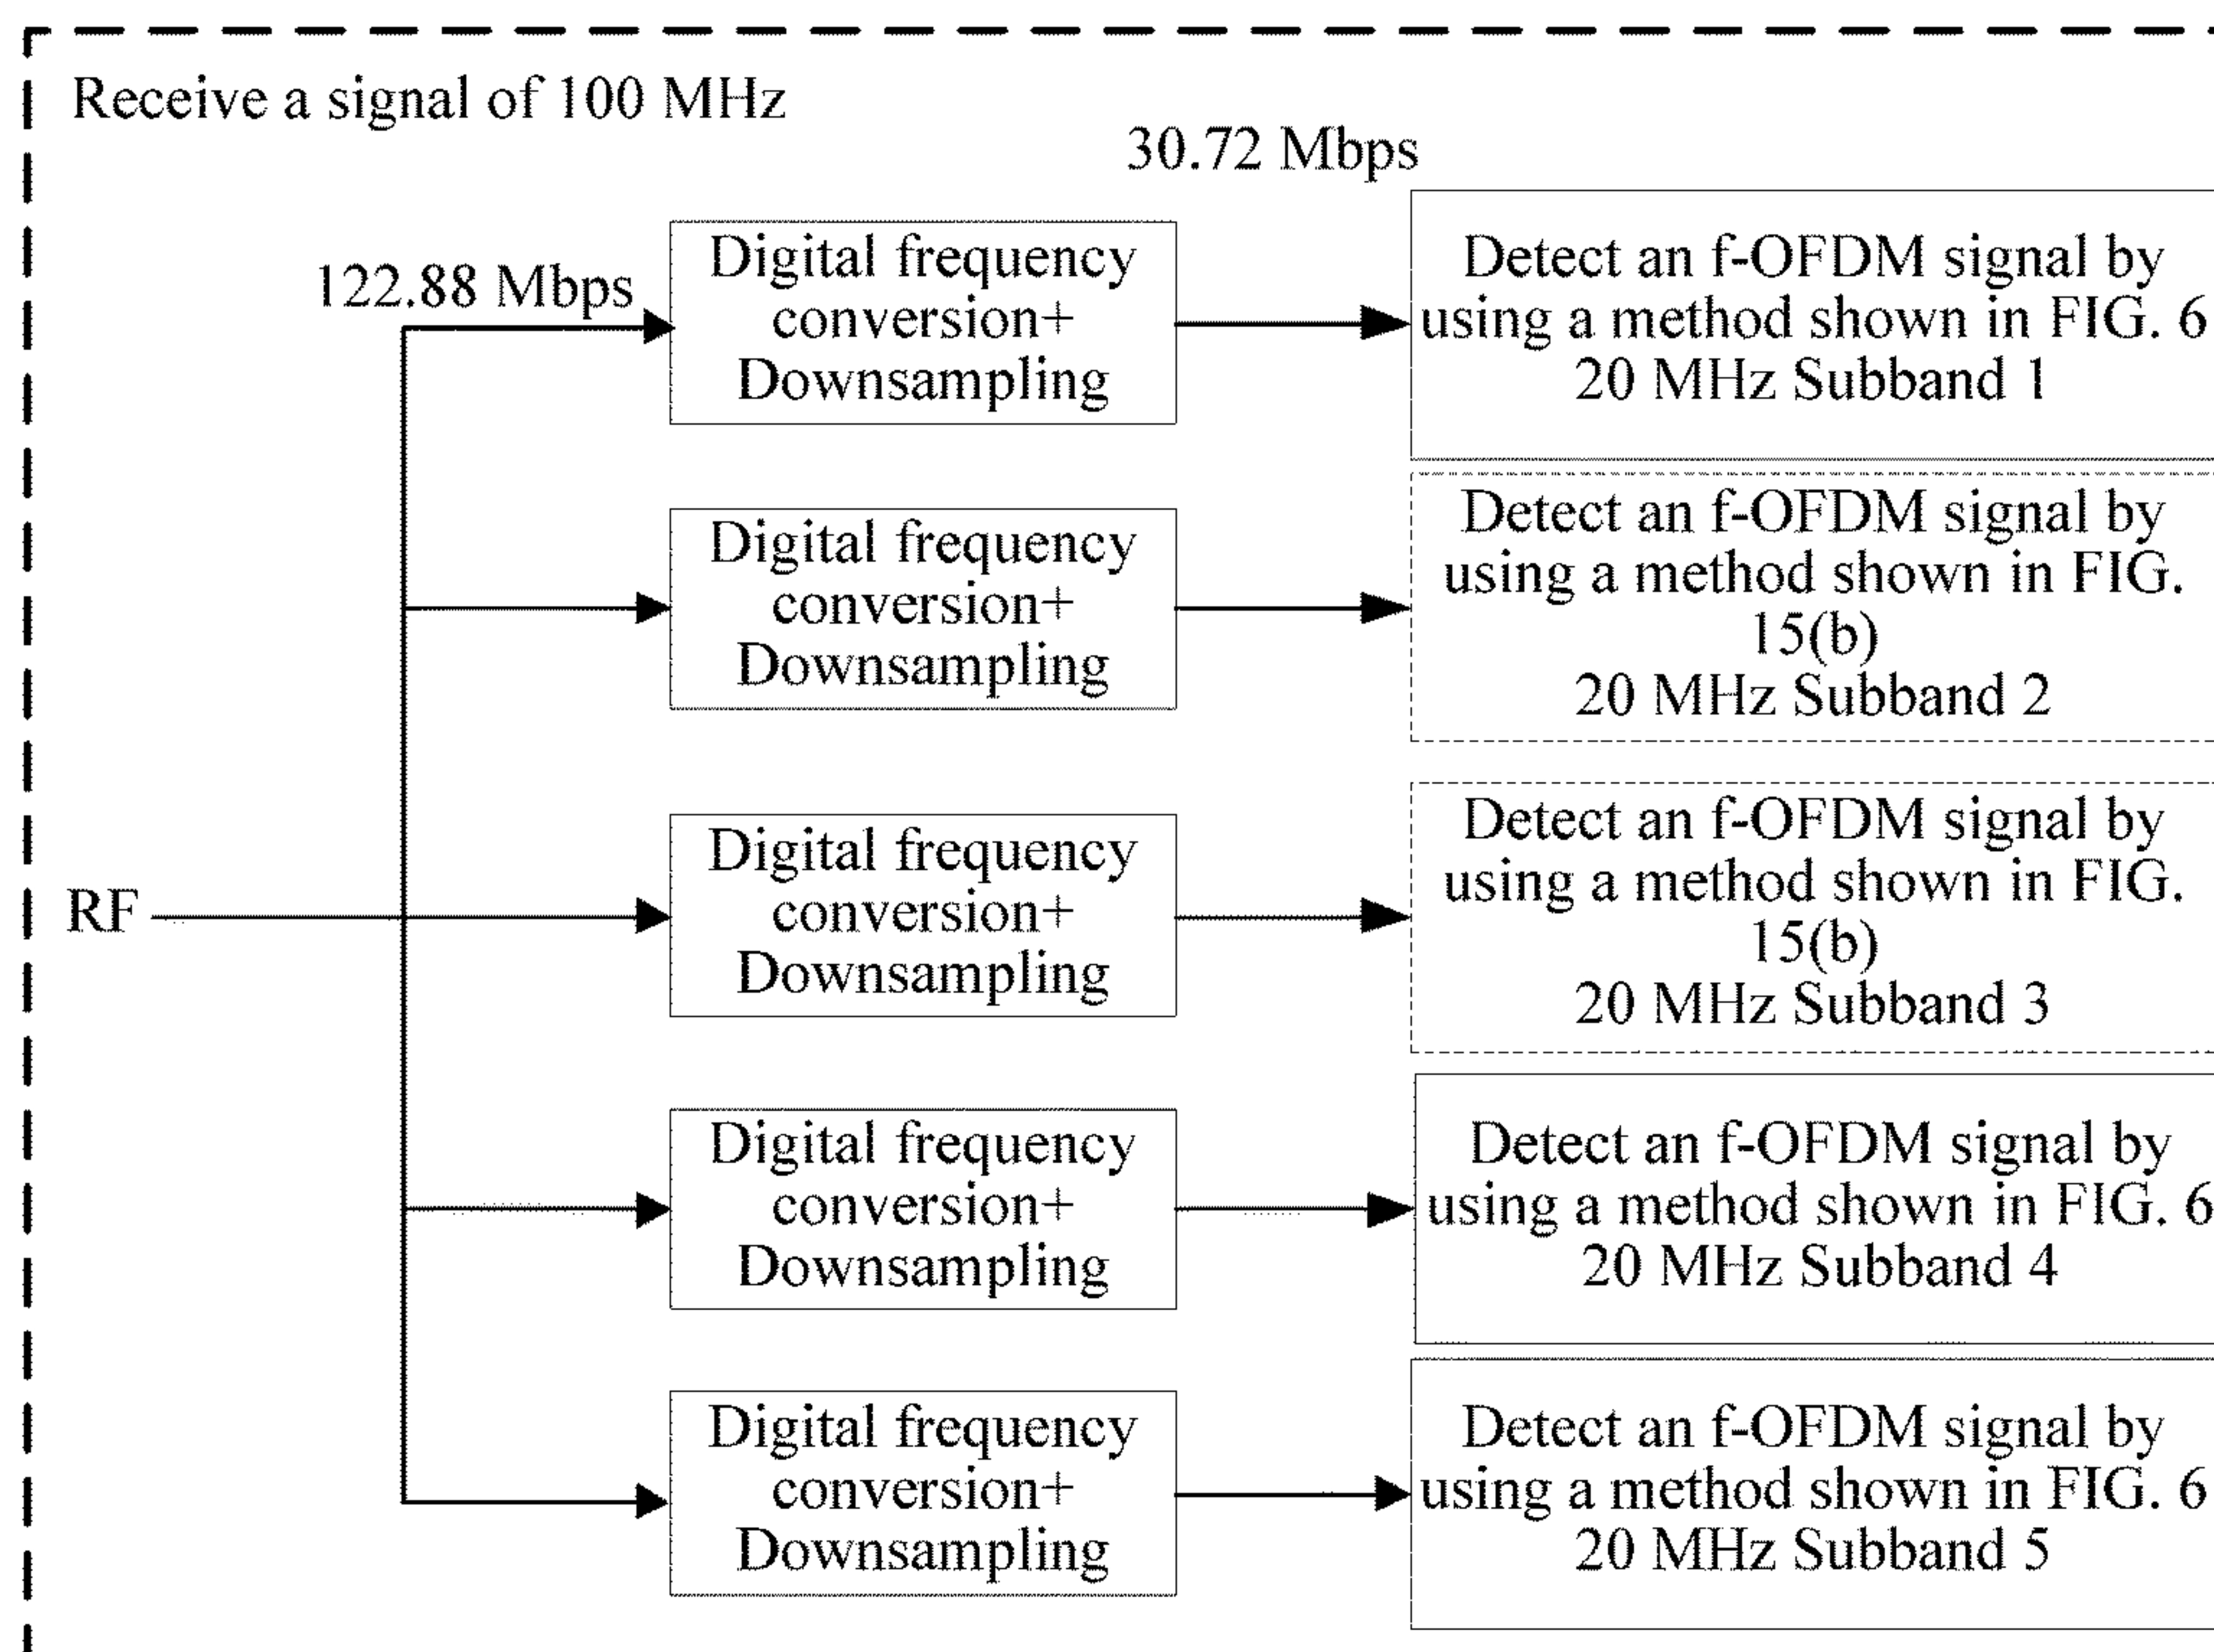 Receive a signal of 100 MHz
30.72 Mbps
122.88 Mbps
Digital frequency
conversion+
Downsampling
Detect an f-OFDM signal by
using a method shown in FIG. 6
20 MHz Subband 1
Digital frequency
conversion+
Downsampling
Detect an f-OFDM signal by
using a method shown in FIG.
15(b)
20 MHz Subband 2
RF
Digital frequency
conversion+
Downsampling
Detect an f-OFDM signal by
using a method shown in FIG.
15(b)
20 MHz Subband 3
Digital frequency
conversion+
Downsampling
Detect an f-OFDM signal by
using a method shown in FIG. 6
20 MHz Subband 4
Digital frequency
conversion+
Downsampling
Detect an f-OFDM signal by
using a method shown in FIG. 6
20 MHz Subband 5